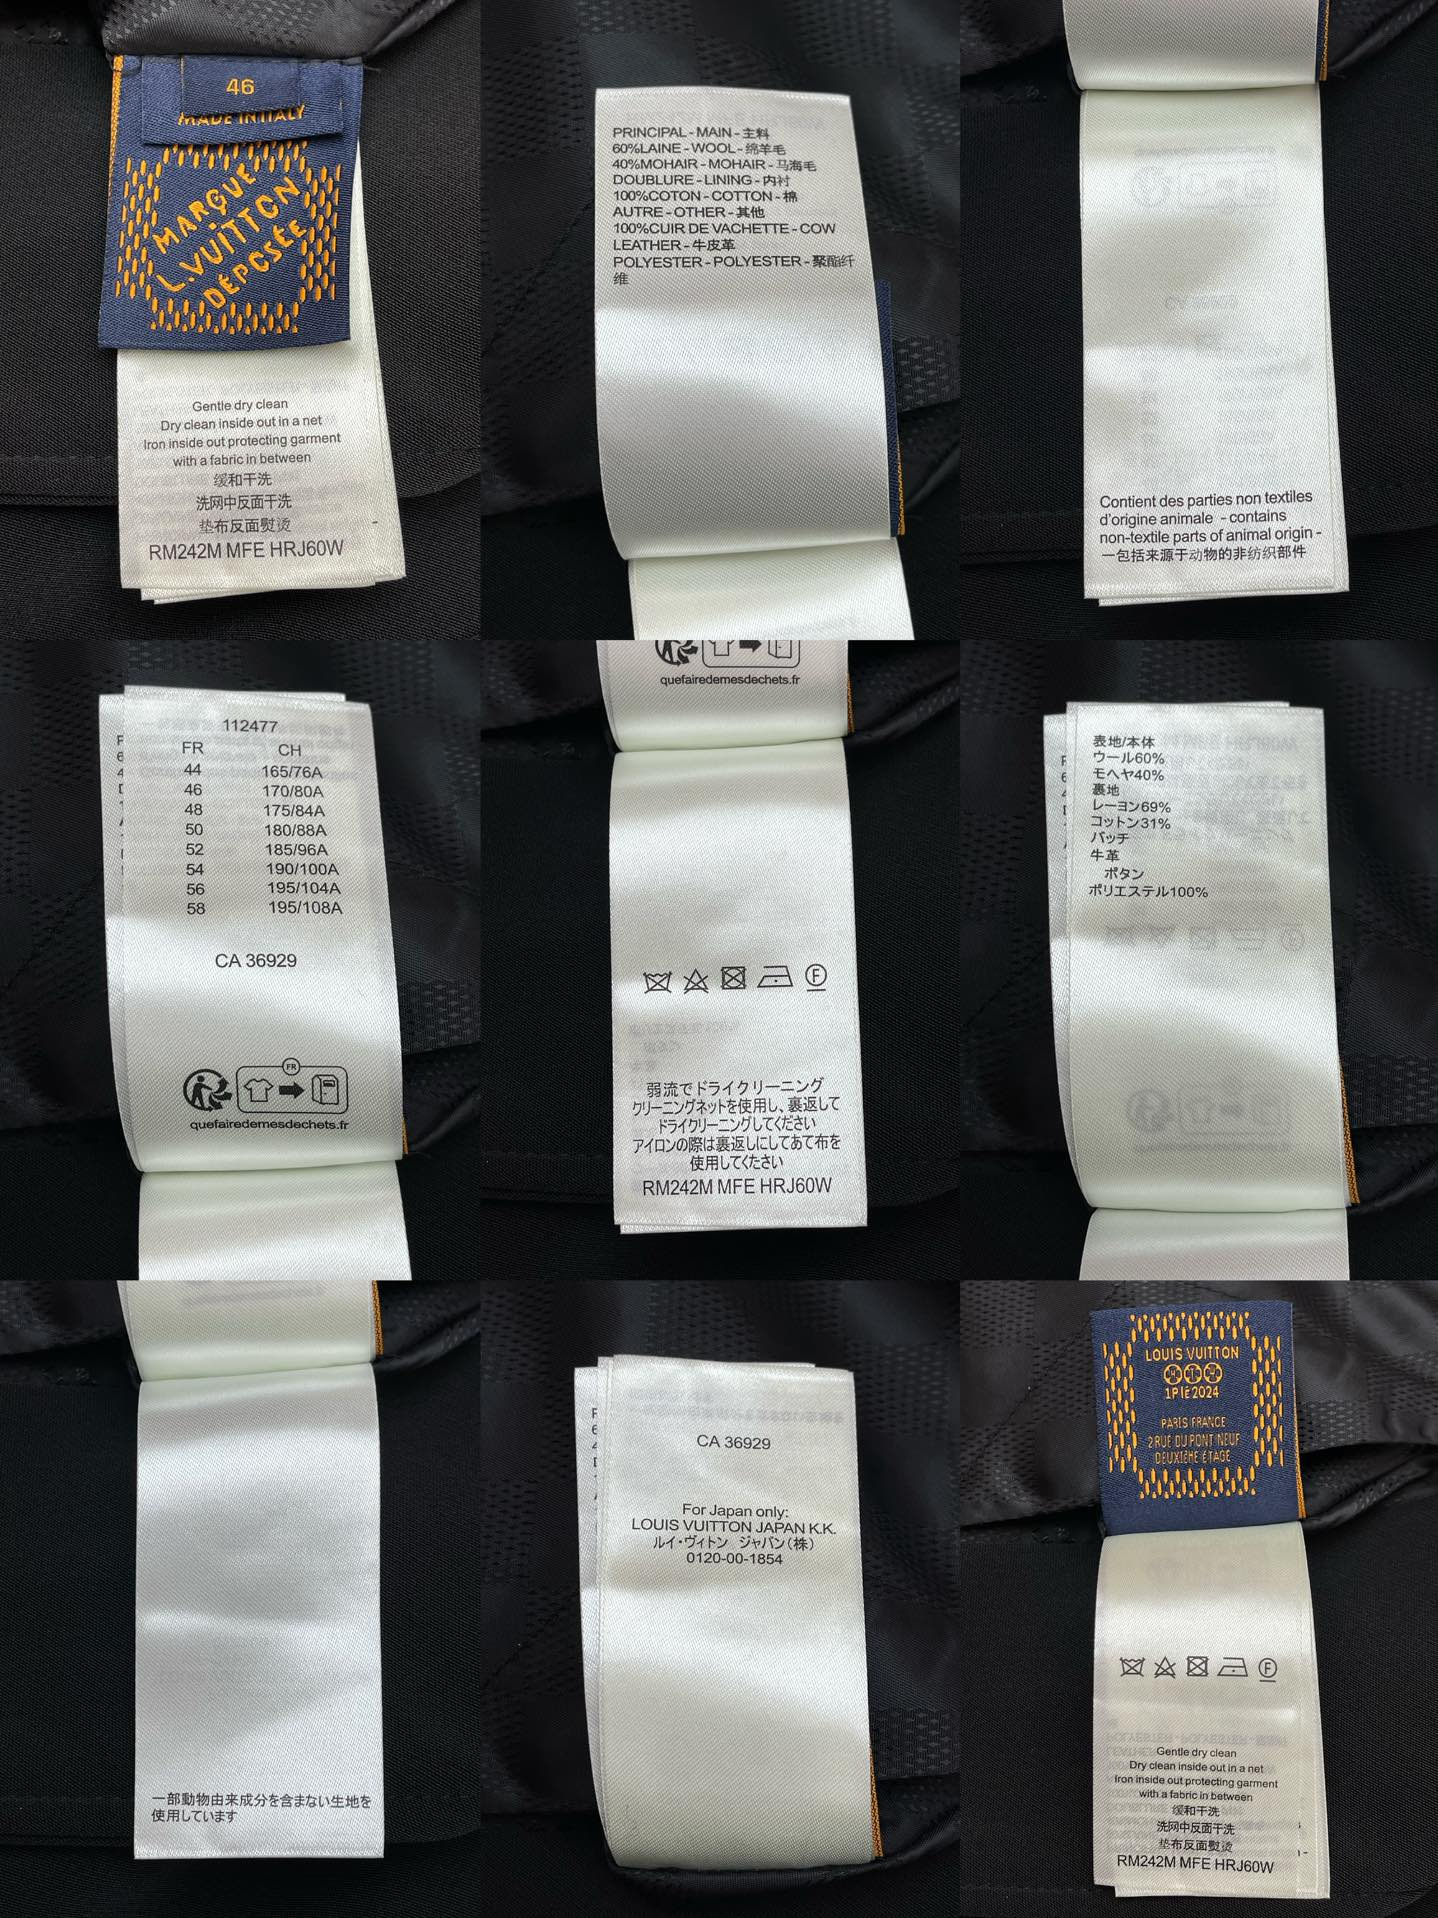 46
MADE IN ITALY
MARQUE
L.VUITTON
DÉPOSÉE
Gentle dry clean
Dry clean inside out in a net
Iron inside out protecting garment
with a fabric in between
缓和干洗
洗网中反面干洗
垫布反面熨烫
-
RM242M MFE HRJ60W
PRINCIPAL - MAIN - 主料
60%LAINE - WOOL - 绵羊毛
40%MOHAIR - MOHAIR - 马海毛
DOUBLURE - LINING - 内衬
100%COTON - COTTON - 棉
AUTRE - OTHER - 其他
100%CUIR DE VACHETTE - COW
LEATHER - 牛皮革
POLYESTER - POLYESTER - 聚酯纤
维
Contient des parties non textiles
d'origine animale - contains
non-textile parts of animal origin -
一包括来源于动物的非纺织部件
112477
FR CH
44 165/76A
46 170/80A
48 175/84A
50 180/88A
52 185/96A
54 190/100A
56 195/104A
58 195/108A
CA 36929
FR
quefairedemesdechets.fr
quefairedemesdechets.fr
F
弱流でドライクリーニング
クリーニングネットを使用し、裏返して
ドライクリーニングしてください
アイロンの際は裏返しにしてあて布を
使用してください
RM242M MFE HRJ60W
表地/本体
ウール60%
モヘヤ40%
裏地
レーヨン69%
コットン31%
パッチ
牛革
ボタン
ポリエステル100%
一部動物由来成分を含まない生地を
使用しています
CA 36929
For Japan only:
LOUIS VUITTON JAPAN K.K.
ルイ・ヴィトン ジャパン(株)
0120-00-1854
LOUIS VUITTON
1P1è2024
PARIS FRANCE
2 RUE DU PONT NEUF
DEUXIÈME ÉTAGE
F
Gentle dry clean
Dry clean inside out in a net
Iron inside out protecting garment
with a fabric in between
缓和干洗
洗网中反面干洗
垫布反面熨烫
-
RM242M MFE HRJ60W